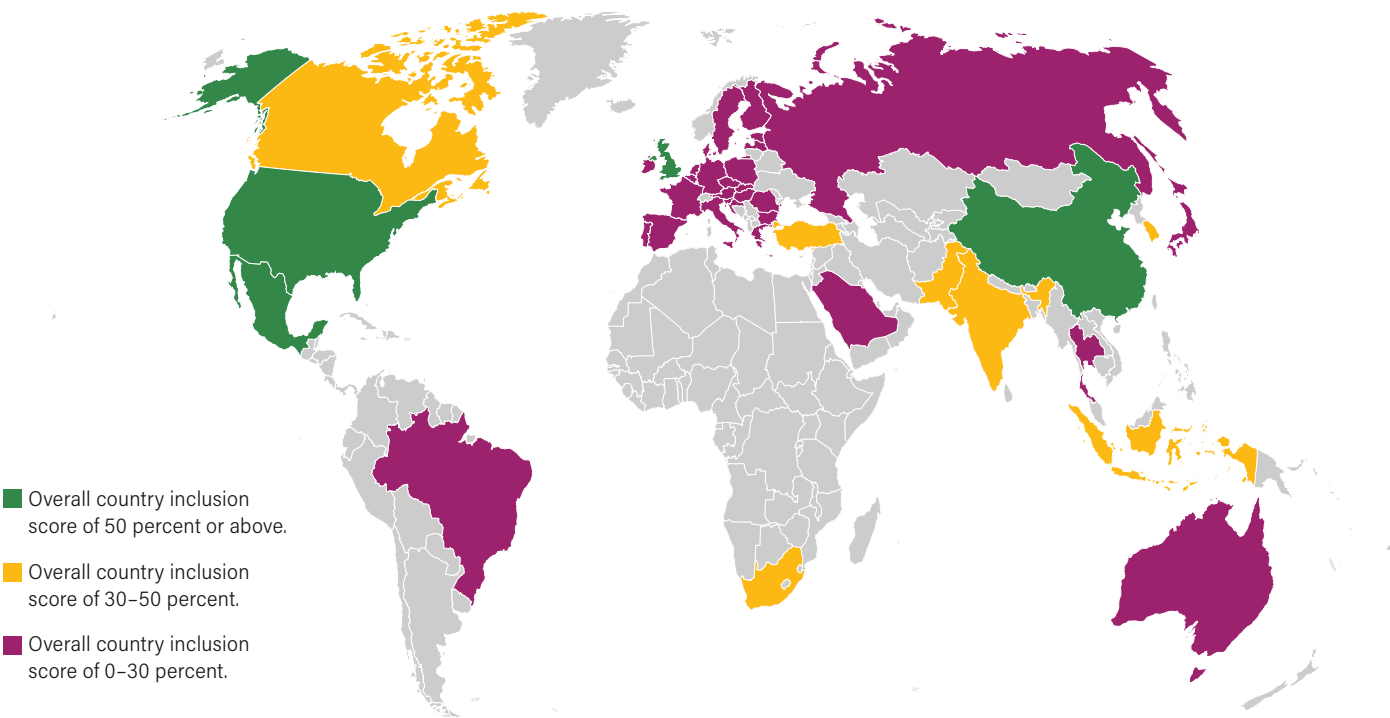 Overall country inclusion
score of 50 percent or above.
Overall country inclusion
score of 30–50 percent.
Overall country inclusion
score of 0–30 percent.